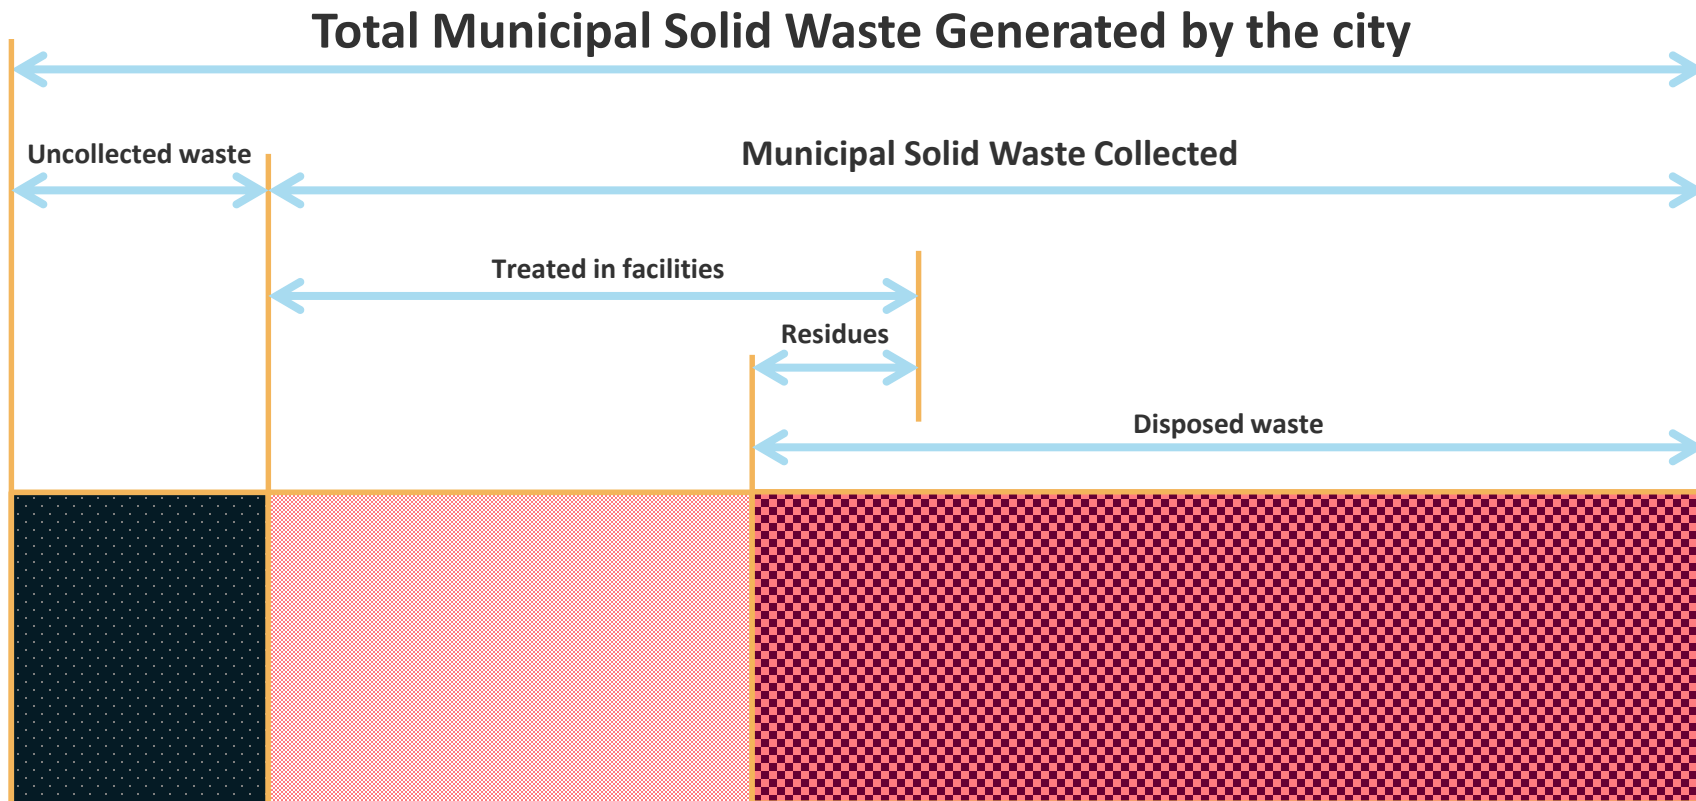 Total Municipal Solid Waste Generated by the city
Uncollected waste
Municipal Solid Waste Collected
Treated in facilities
Residues
Disposed waste